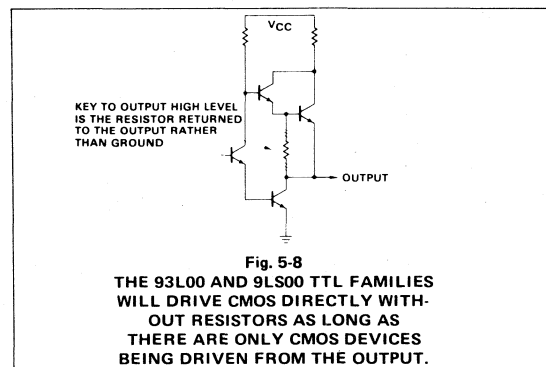 VCC
KEY TO OUTPUT HIGH LEVEL
IS THE RESISTOR RETURNED
TO THE OUTPUT RATHER
THAN GROUND
OUTPUT
Fig. 5-8
THE 93L00 AND 9LS00 TTL FAMILIES
WILL DRIVE CMOS DIRECTLY WITH-
OUT RESISTORS AS LONG AS
THERE ARE ONLY CMOS DEVICES
BEING DRIVEN FROM THE OUTPUT.